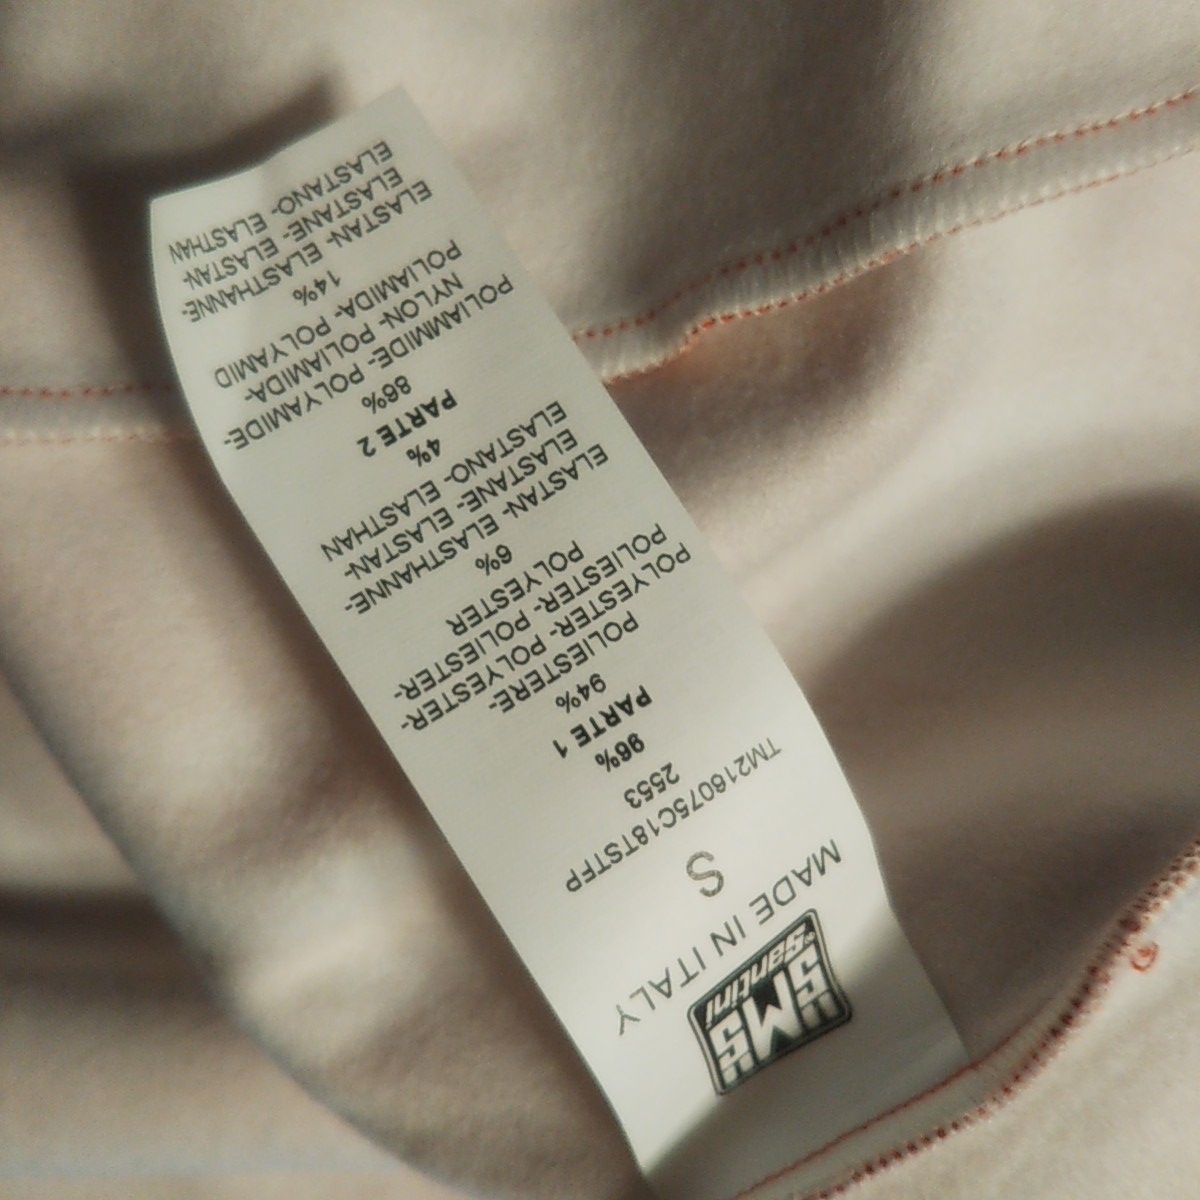 SMS
santini®
MADE IN ITALY
S
TM216075C18TSTFP
2553
96%
PARTE 1
94%
POLIESTERE-
POLYESTER- POLYESTER-
POLIESTER- POLIESTER-
POLYESTER
6%
ELASTAN- ELASTHANNE-
ELASTANE- ELASTAN-
ELASTANO- ELASTHAN
4%
PARTE 2
86%
POLIAMMIDE- POLYAMIDE-
NYLON- POLIAMIDA-
POLIAMIDA- POLYAMID
14%
ELASTAN- ELASTHANNE-
ELASTANE- ELASTAN-
ELASTANO- ELASTHAN